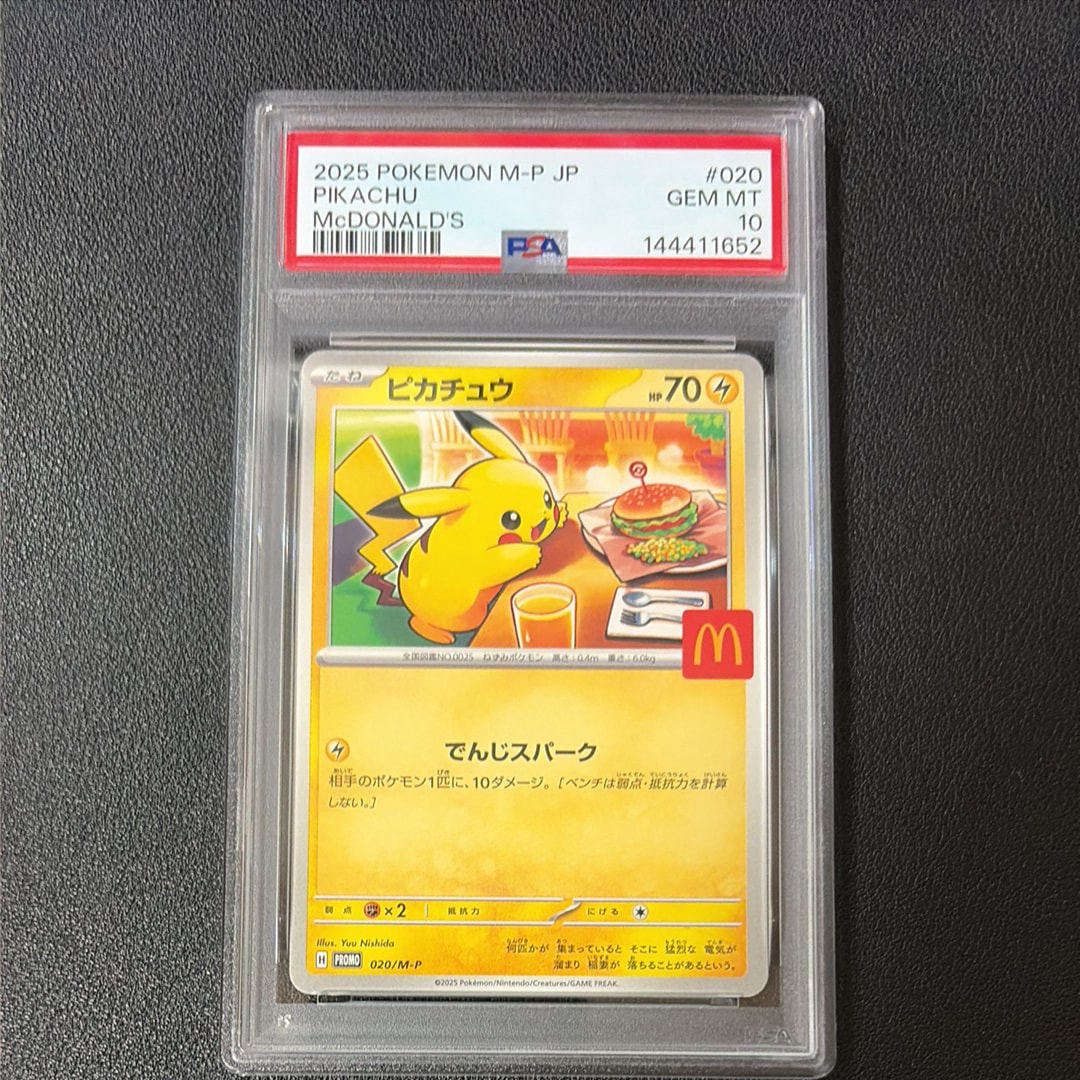 2025 POKEMON M-P JP #020
PIKACHU GEM MT
McDONALD'S 10
PSA 144411652
たね ピカチュウ HP70
M
全国図鑑NO.0025 ねずみポケモン 高さ:0.4m 重さ:6.0kg
でんじスパーク
相手のポケモン1匹に、10ダメージ。[ベンチは弱点・抵抗力を計算
しない。]
弱点 ×2 抵抗力 にげる
Illus. Yuu Nishida
何匹かが 集まっていると そこに 猛烈な 電気が
溜まり 稲妻が 落ちることがあるという。
H PROMO 020/M-P
©2025 Pokémon/Nintendo/Creatures/GAME FREAK.